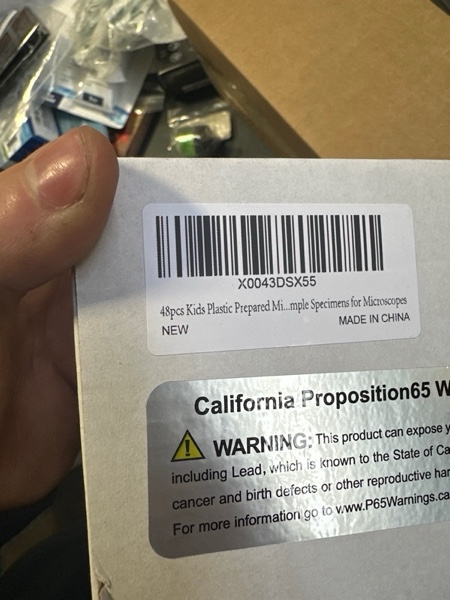 X0043DSX55
48pcs Kids Plastic Prepared Mi...mple Specimens for Microscopes
NEW
MADE IN CHINA
California Proposition65 W
WARNING: This product can expose y
including Lead, which is known to the State of Ca
cancer and birth defects or other reproductive har
For more information go to www.P65Warnings.ca